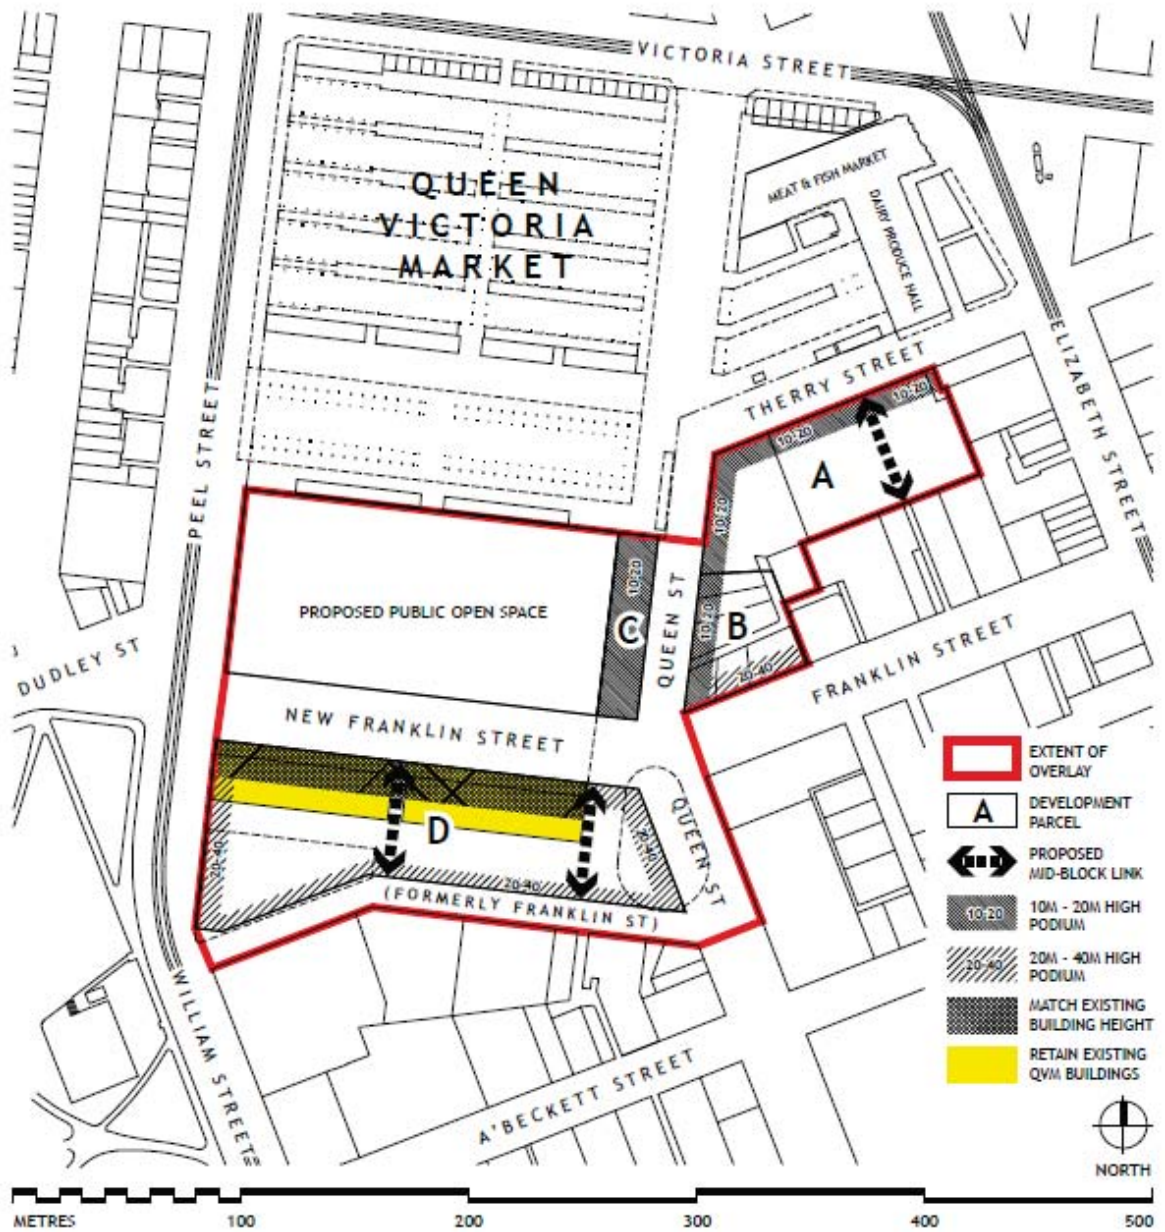 VICTORIA STREET
QUEEN
VICTORIA
MARKET
MEAT & FISH MARKET
DAIRY PRODUCE HALL
ELIZABETH STREET
THERRY STREET
PEEL STREET
10-20
10-20
A
10-20
10-20
C
QUEEN ST
10-20
B
20-40
PROPOSED PUBLIC OPEN SPACE
DUDLEY ST
FRANKLIN STREET
NEW FRANKLIN STREET
D
20-40
20-40
20-40
QUEEN ST
(FORMERLY FRANKLIN ST)
WILLIAM STREET
A'BECKETT STREET
EXTENT OF
OVERLAY
A
DEVELOPMENT
PARCEL
PROPOSED
MID-BLOCK LINK
10-20
10M - 20M HIGH
PODIUM
20-40
20M - 40M HIGH
PODIUM
MATCH EXISTING
BUILDING HEIGHT
RETAIN EXISTING
QVM BUILDINGS
NORTH
METRES
100
200
300
400
500